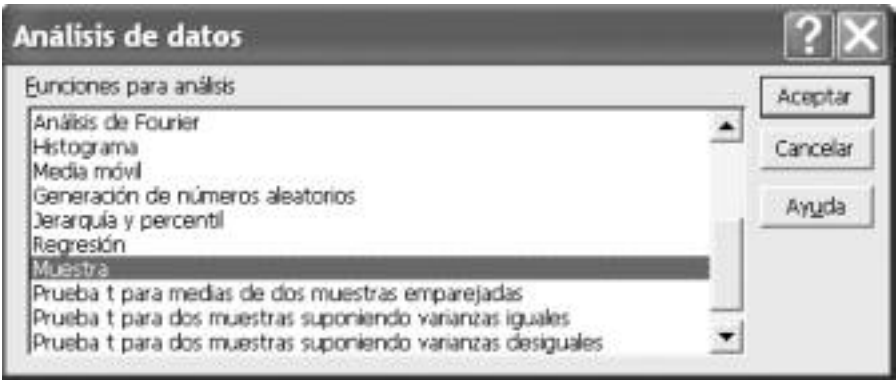 Análisis de datos
Funciones para análisis
Análisis de Fourier
Histograma
Media móvil
Generación de números aleatorios
Jerarquía y percentil
Regresión
Muestra
Prueba t para medias de dos muestras emparejadas
Prueba t para dos muestras suponiendo varianzas iguales
Prueba t para dos muestras suponiendo varianzas desiguales
Aceptar
Cancelar
Ayuda